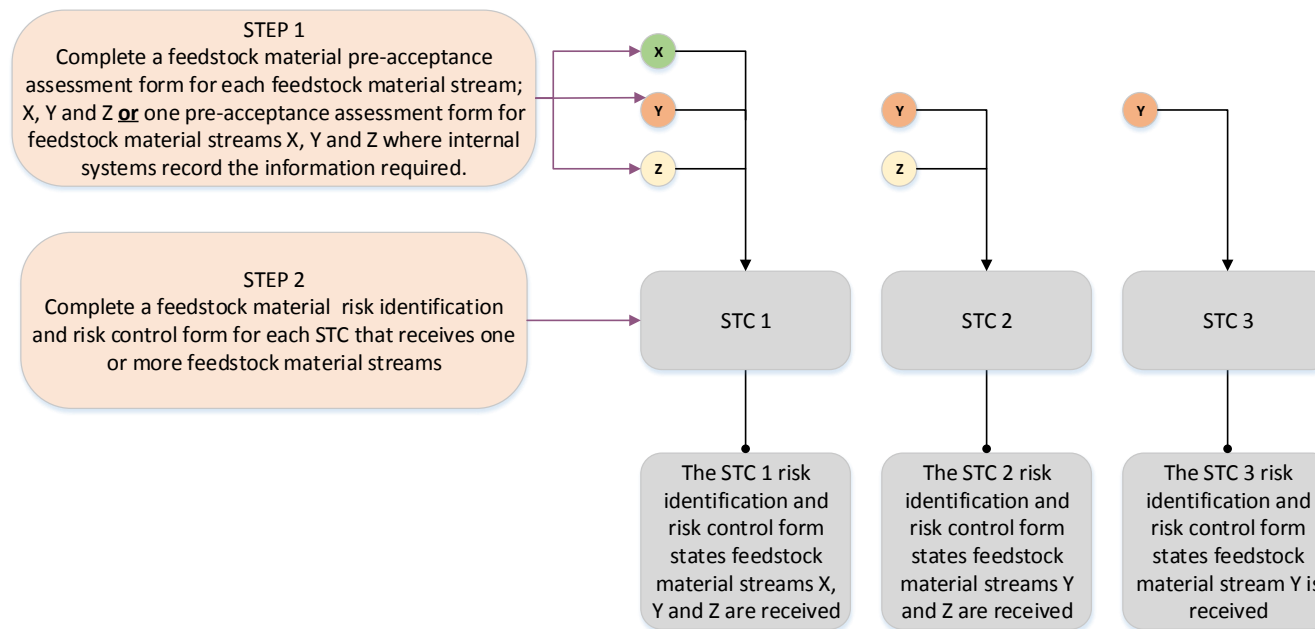 STEP 1
Complete a feedstock material pre-acceptance
assessment form for each feedstock material stream;
X, Y and Z or one pre-acceptance assessment form for
feedstock material streams X, Y and Z where internal
systems record the information required.
X
Y
Z
Y
Z
Y
STEP 2
Complete a feedstock material risk identification
and risk control form for each STC that receives one
or more feedstock material streams
STC 1
STC 2
STC 3
The STC 1 risk
identification and
risk control form
states feedstock
material streams X,
Y and Z are received
The STC 2 risk
identification and
risk control form
states feedstock
material streams Y
and Z are received
The STC 3 risk
identification and
risk control form
states feedstock
material stream Y is
received